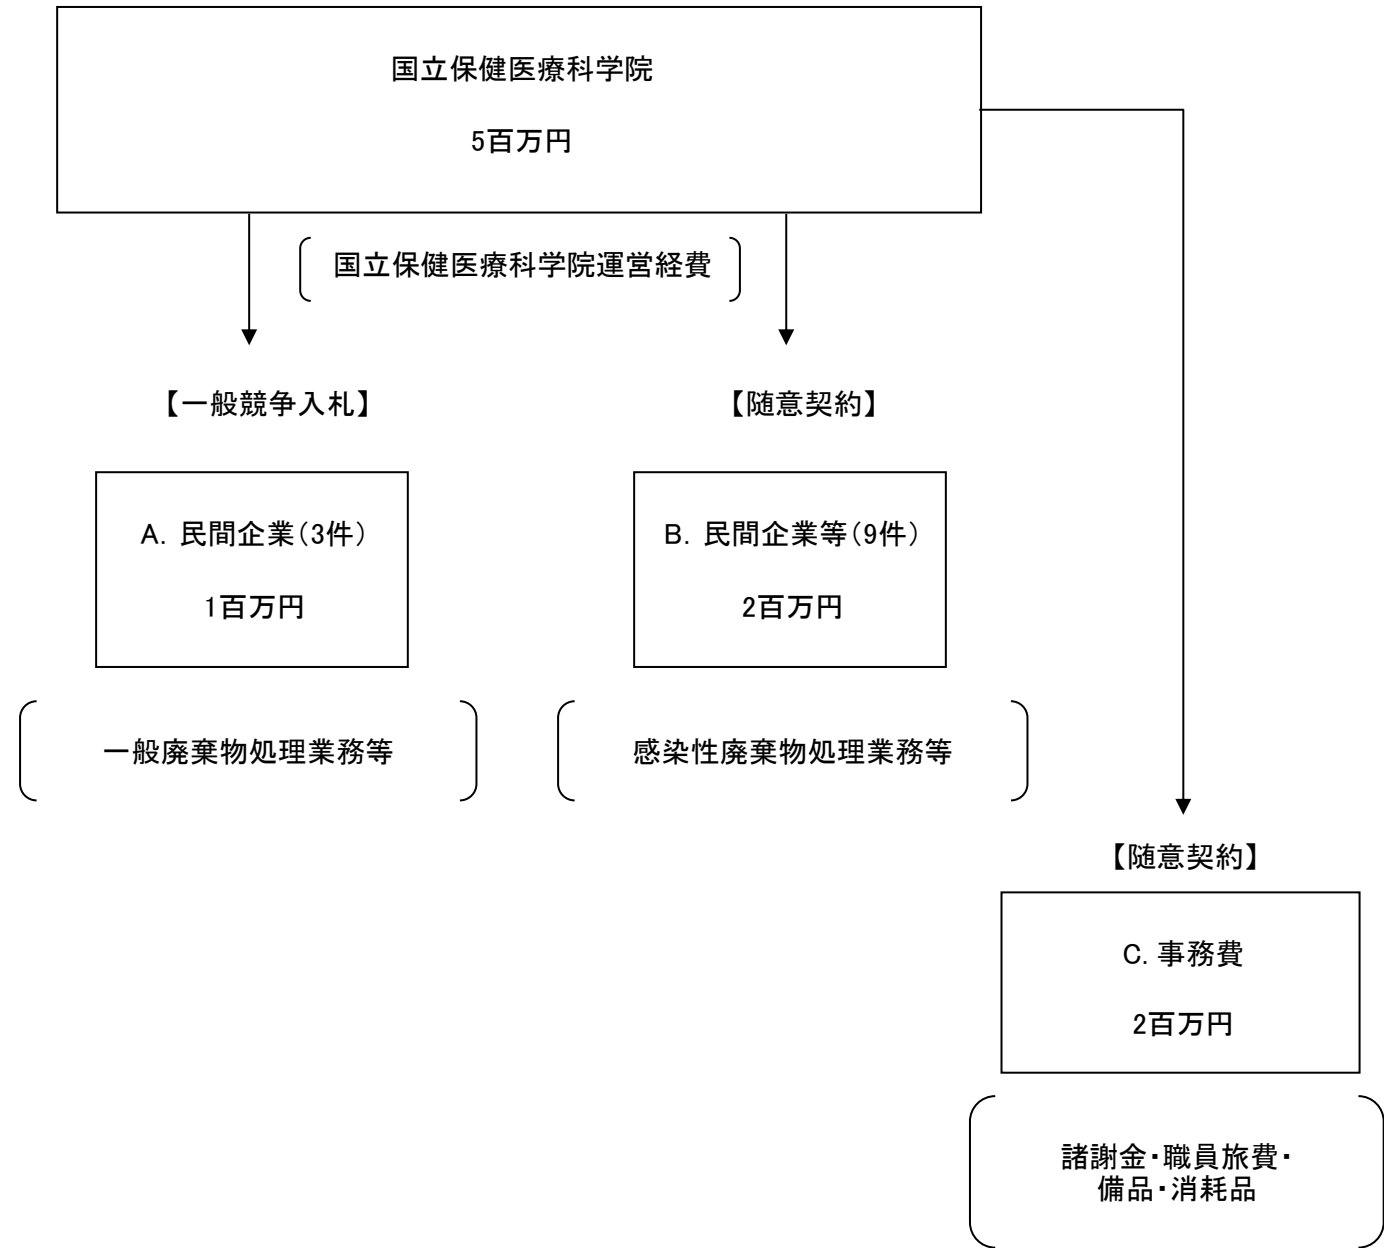 国立保健医療科学院
5百万円
国立保健医療科学院運営経費
【一般競争入札】
【随意契約】
A. 民間企業(3件)
1百万円
B. 民間企業等(9件)
2百万円
一般廃棄物処理業務等
感染性廃棄物処理業務等
【随意契約】
C. 事務費
2百万円
諸謝金・職員旅費・
備品・消耗品